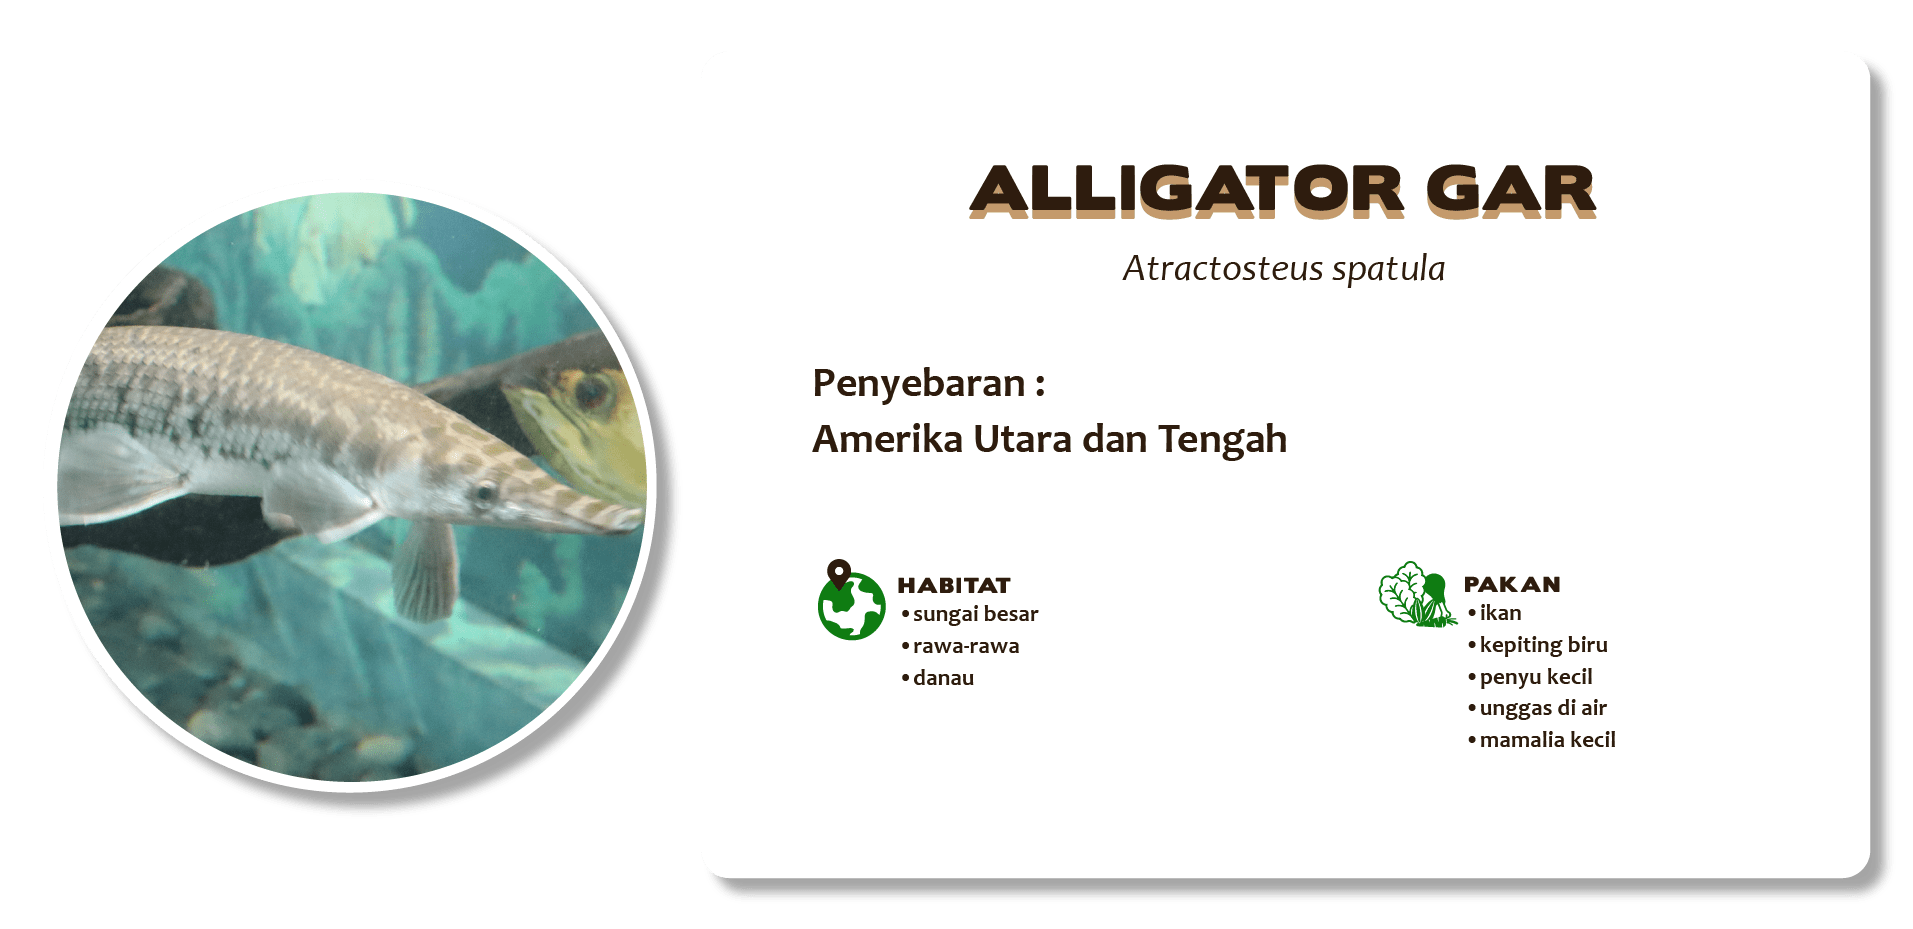 ALLIGATOR GAR
Atractosteus spatula
Penyebaran :
Amerika Utara dan Tengah
HABITAT
•sungai besar
•rawa-rawa
•danau
PAKAN
•ikan
•kepiting biru
•penyu kecil
•unggas di air
•mamalia kecil